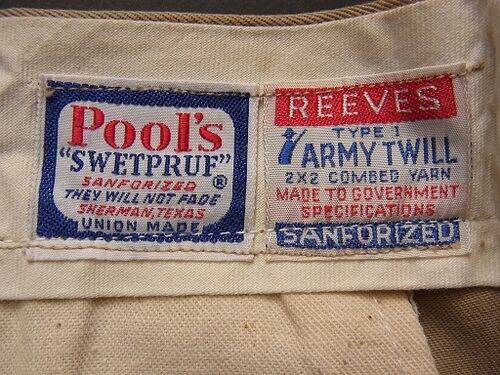 Pool's
"SWETPRUF"
SANFORIZED ®
THEY WILL NOT FADE
SHERMAN, TEXAS
UNION MADE
REEVES
TYPE 1
ARMY TWILL
2X2 COMBED YARN
MADE TO GOVERNMENT
SPECIFICATIONS
SANFORIZED